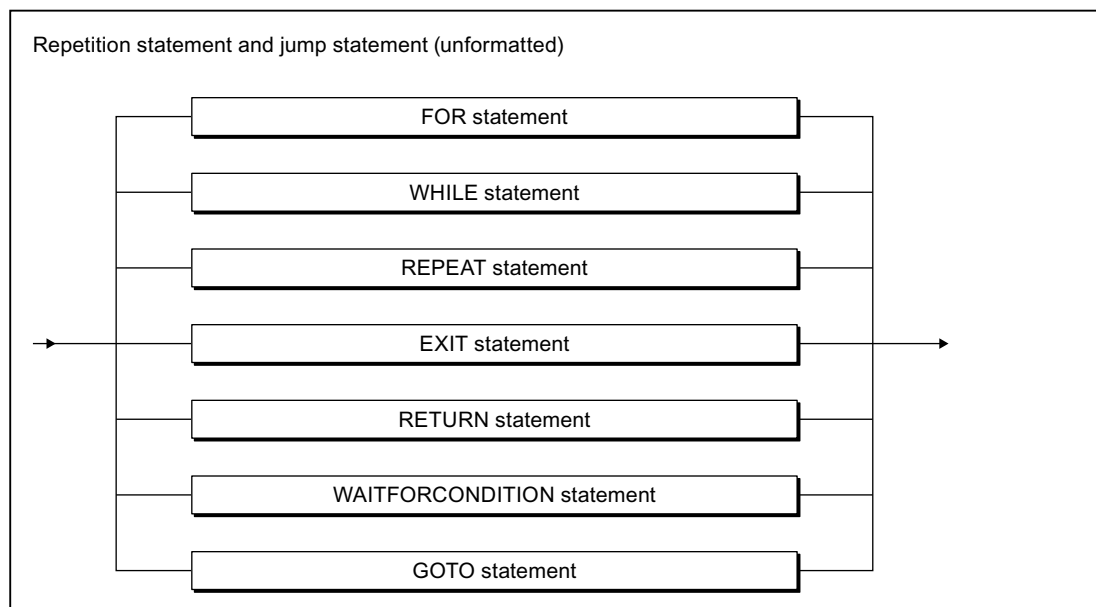 Repetition statement and jump statement (unformatted)
FOR statement
WHILE statement
REPEAT statement
EXIT statement
RETURN statement
WAITFORCONDITION statement
GOTO statement